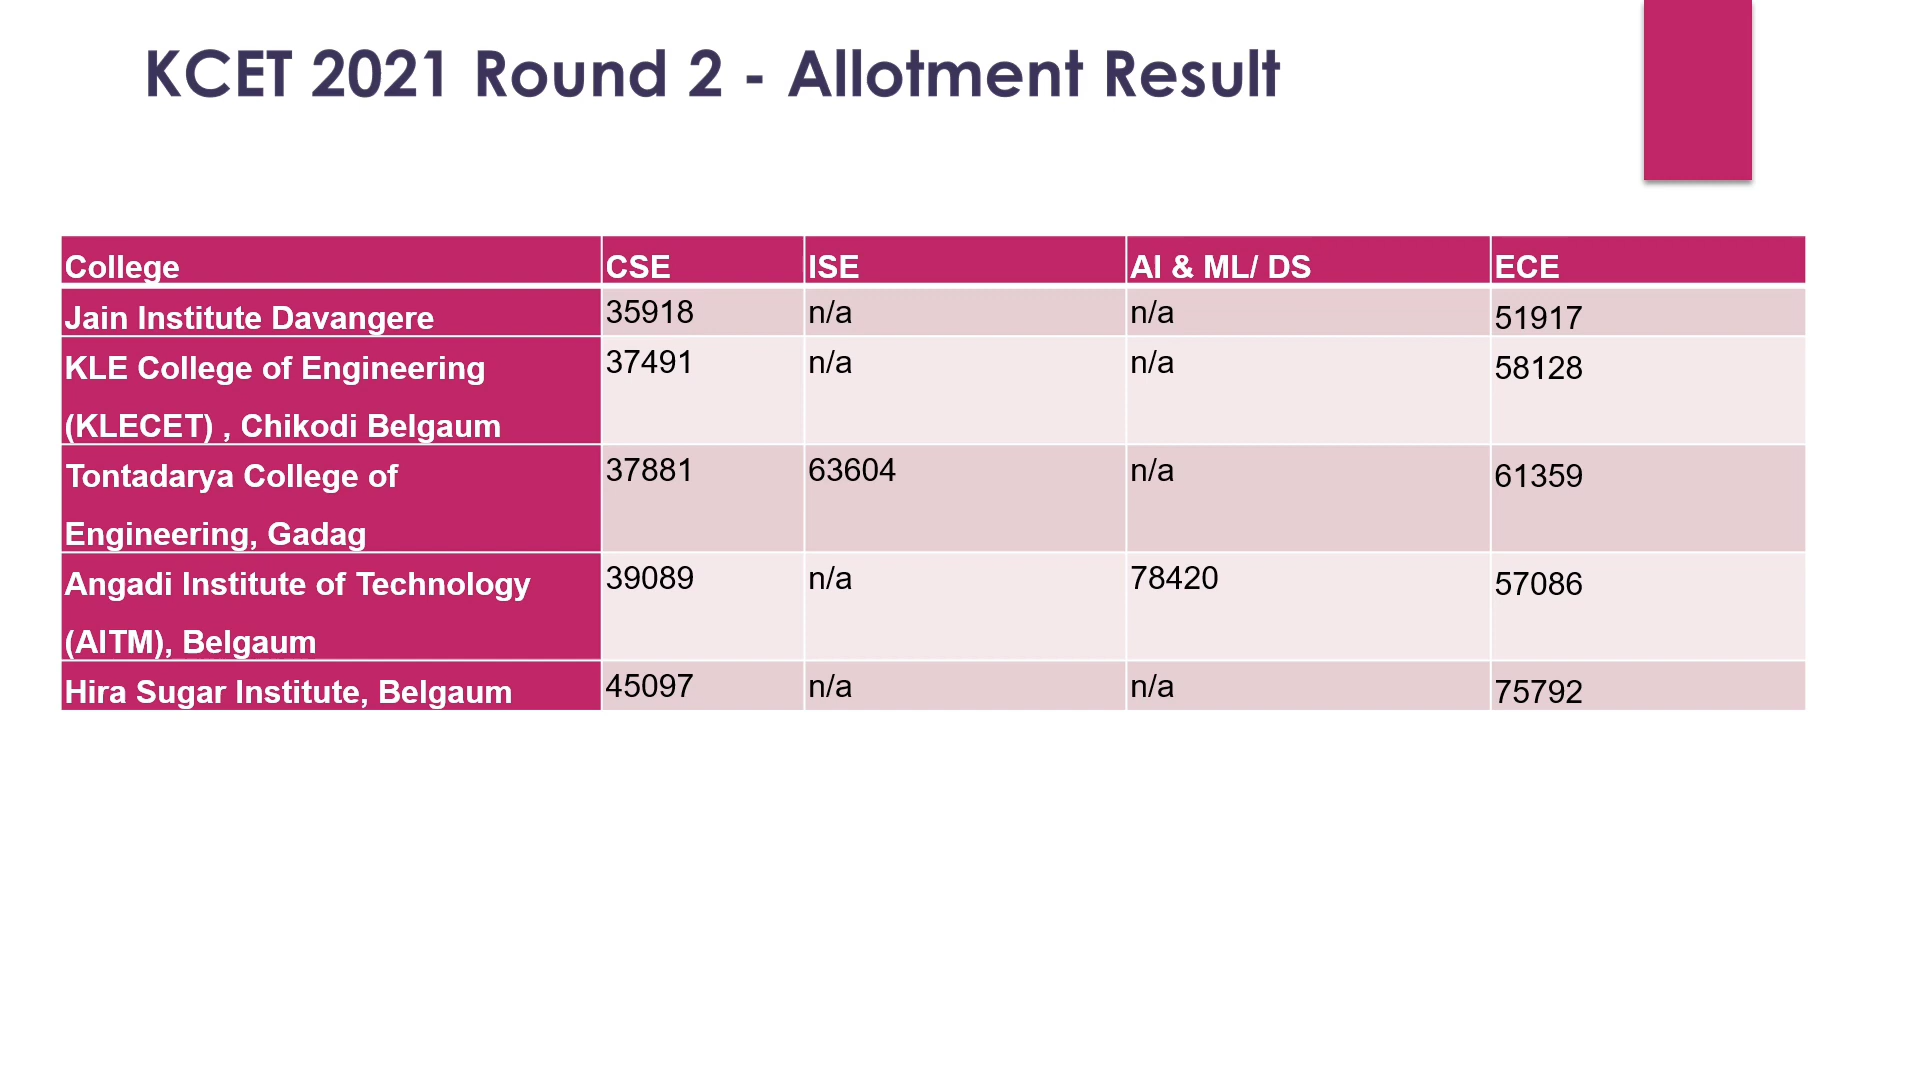 KCET 2021 Round 2 - Allotment Result
College CSE ISE AI & ML/ DS ECE
Jain Institute Davangere 35918 n/a n/a 51917
KLE College of Engineering 37491 n/a n/a 58128
(KLECET) , Chikodi Belgaum
Tontadarya College of 37881 63604 n/a 61359
Engineering, Gadag
Angadi Institute of Technology 39089 n/a 78420 57086
(AITM), Belgaum
Hira Sugar Institute, Belgaum 45097 n/a n/a 75792